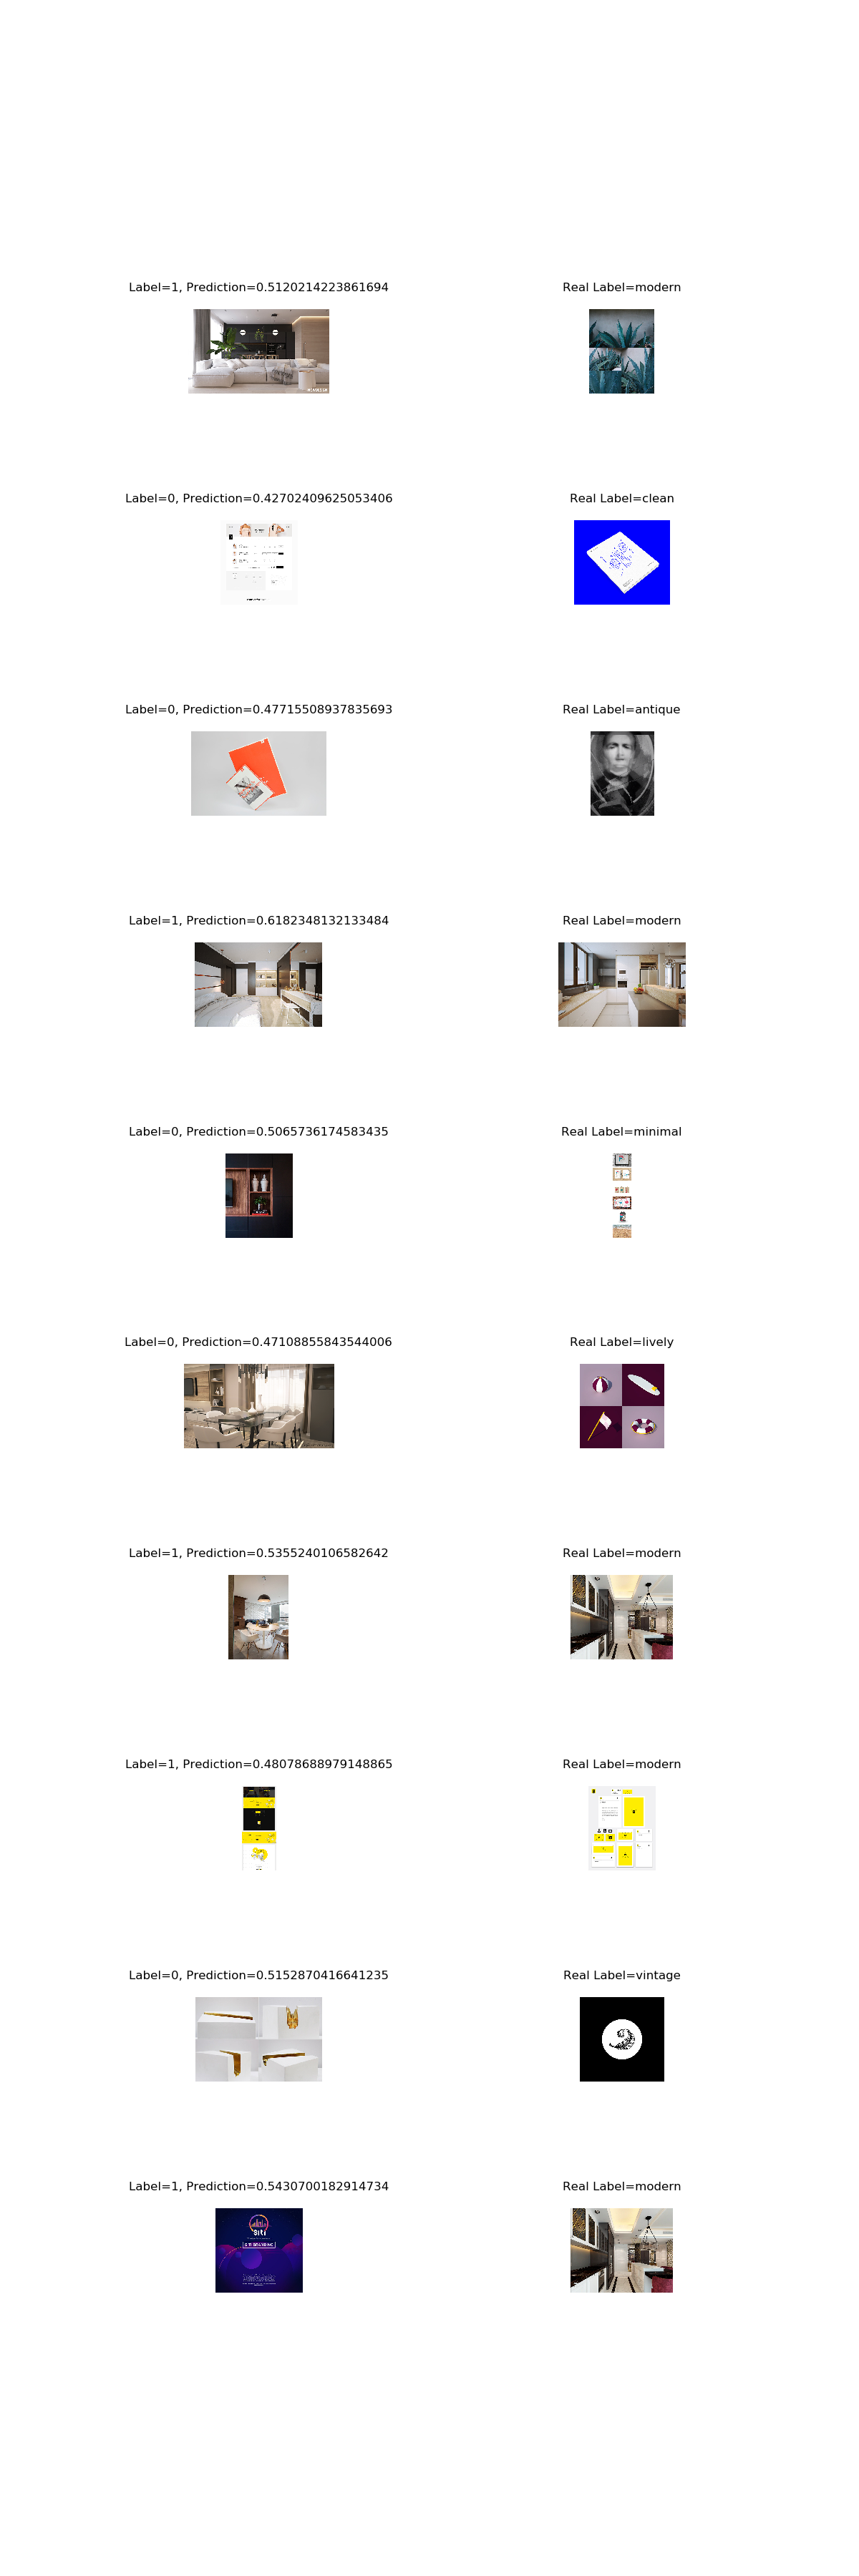 Label=1, Prediction=0.5120214223861694
Real Label=modern
Label=0, Prediction=0.42702409625053406
Real Label=clean
Label=0, Prediction=0.47715508937835693
Real Label=antique
Label=1, Prediction=0.6182348132133484
Real Label=modern
Label=0, Prediction=0.5065736174583435
Real Label=minimal
Label=0, Prediction=0.47108855843544006
Real Label=lively
Label=1, Prediction=0.5355240106582642
Real Label=modern
Label=1, Prediction=0.48078688979148865
Real Label=modern
Label=0, Prediction=0.5152870416641235
Real Label=vintage
Label=1, Prediction=0.5430700182914734
Real Label=modern